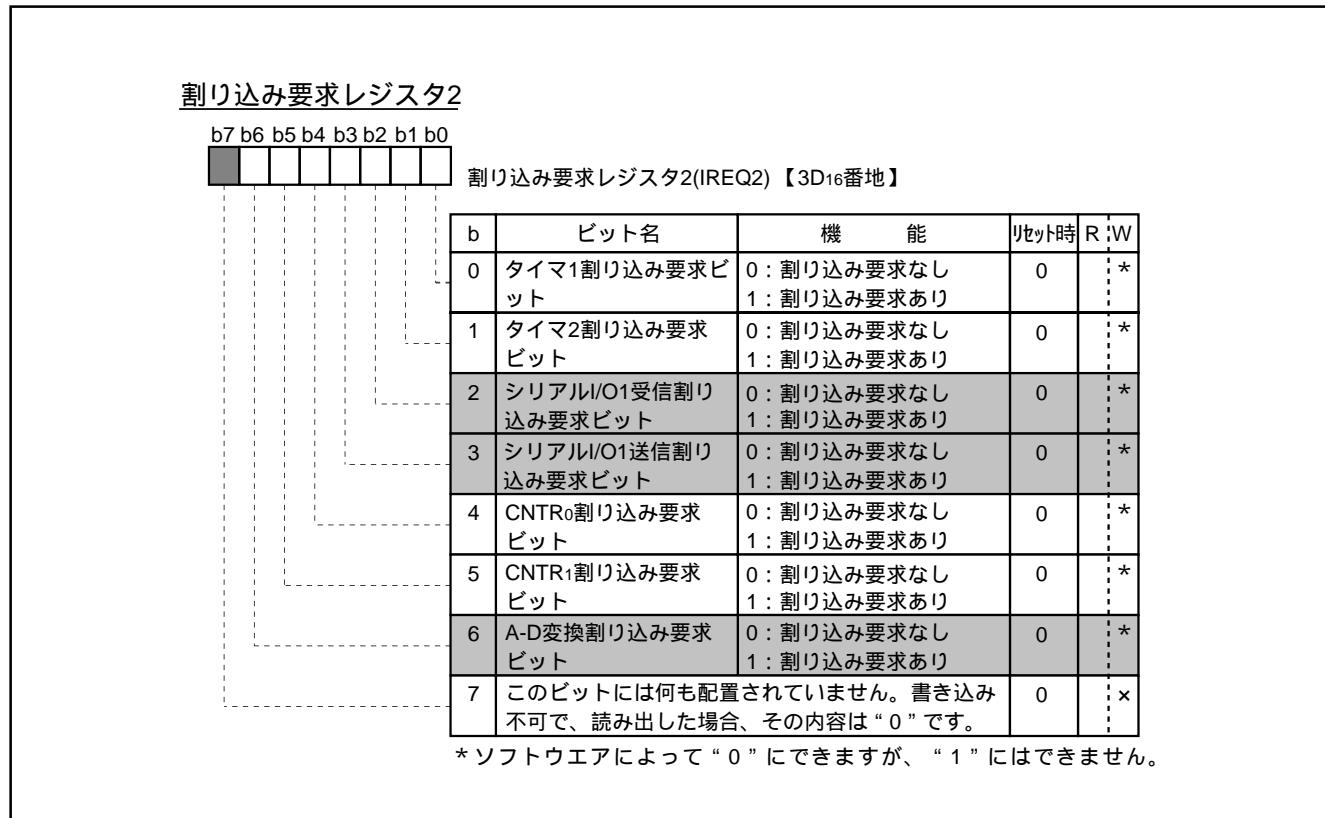 割り込み要求レジスタ2
b7 b6 b5 b4 b3 b2 b1 b0
割り込み要求レジスタ2(IREQ2)【3D16番地】
b ビット名 機 能 リセット時 R W
0 タイマ1割り込み要求ビ 0：割り込み要求なし 0 *
ット 1：割り込み要求あり
1 タイマ2割り込み要求 0：割り込み要求なし 0 *
ビット 1：割り込み要求あり
2 シリアルI/O1受信割り 0：割り込み要求なし 0 *
込み要求ビット 1：割り込み要求あり
3 シリアルI/O1送信割り 0：割り込み要求なし 0 *
込み要求ビット 1：割り込み要求あり
4 CNTR0割り込み要求 0：割り込み要求なし 0 *
ビット 1：割り込み要求あり
5 CNTR1割り込み要求 0：割り込み要求なし 0 *
ビット 1：割り込み要求あり
6 A-D変換割り込み要求 0：割り込み要求なし 0 *
ビット 1：割り込み要求あり
7 このビットには何も配置されていません。書き込み 0 ×
不可で、読み出した場合、その内容は“0”です。
*ソフトウエアによって“0”にできますが、“1”にはできません。